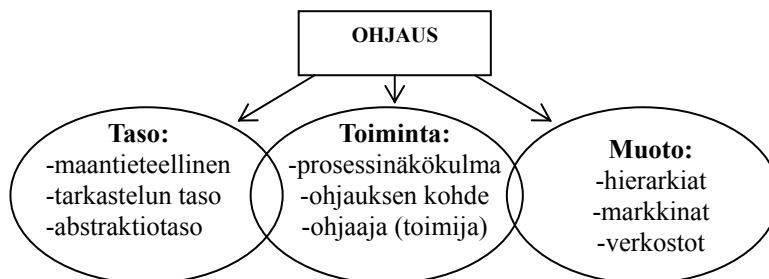 OHJAUS
Taso:
-maantieteellinen
-tarkastelun taso
-abstraktiotaso
Toiminta:
-prosessinäkökulma
-ohjauksen kohde
-ohjaaja (toimija)
Muoto:
-hierarkiat
-markkinat
-verkostot